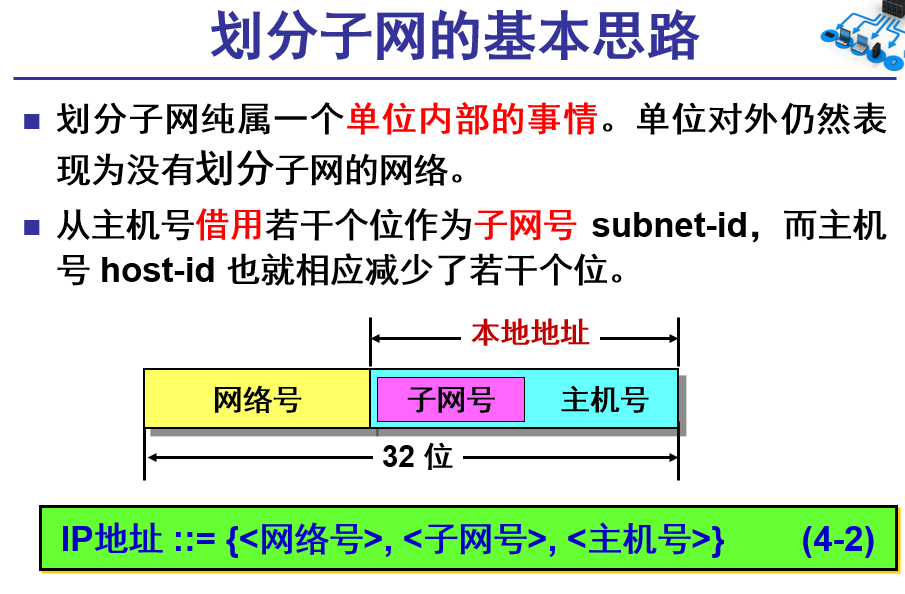 划分子网的基本思路
划分子网纯属一个单位内部的事情。单位对外仍然表
现为没有划分子网的网络。
从主机号借用若干个位作为子网号 subnet-id，而主机
号 host-id 也就相应减少了若干个位。
本地地址
网络号 子网号 主机号
32 位
IP地址 ::= {<网络号>, <子网号>, <主机号>} (4-2)